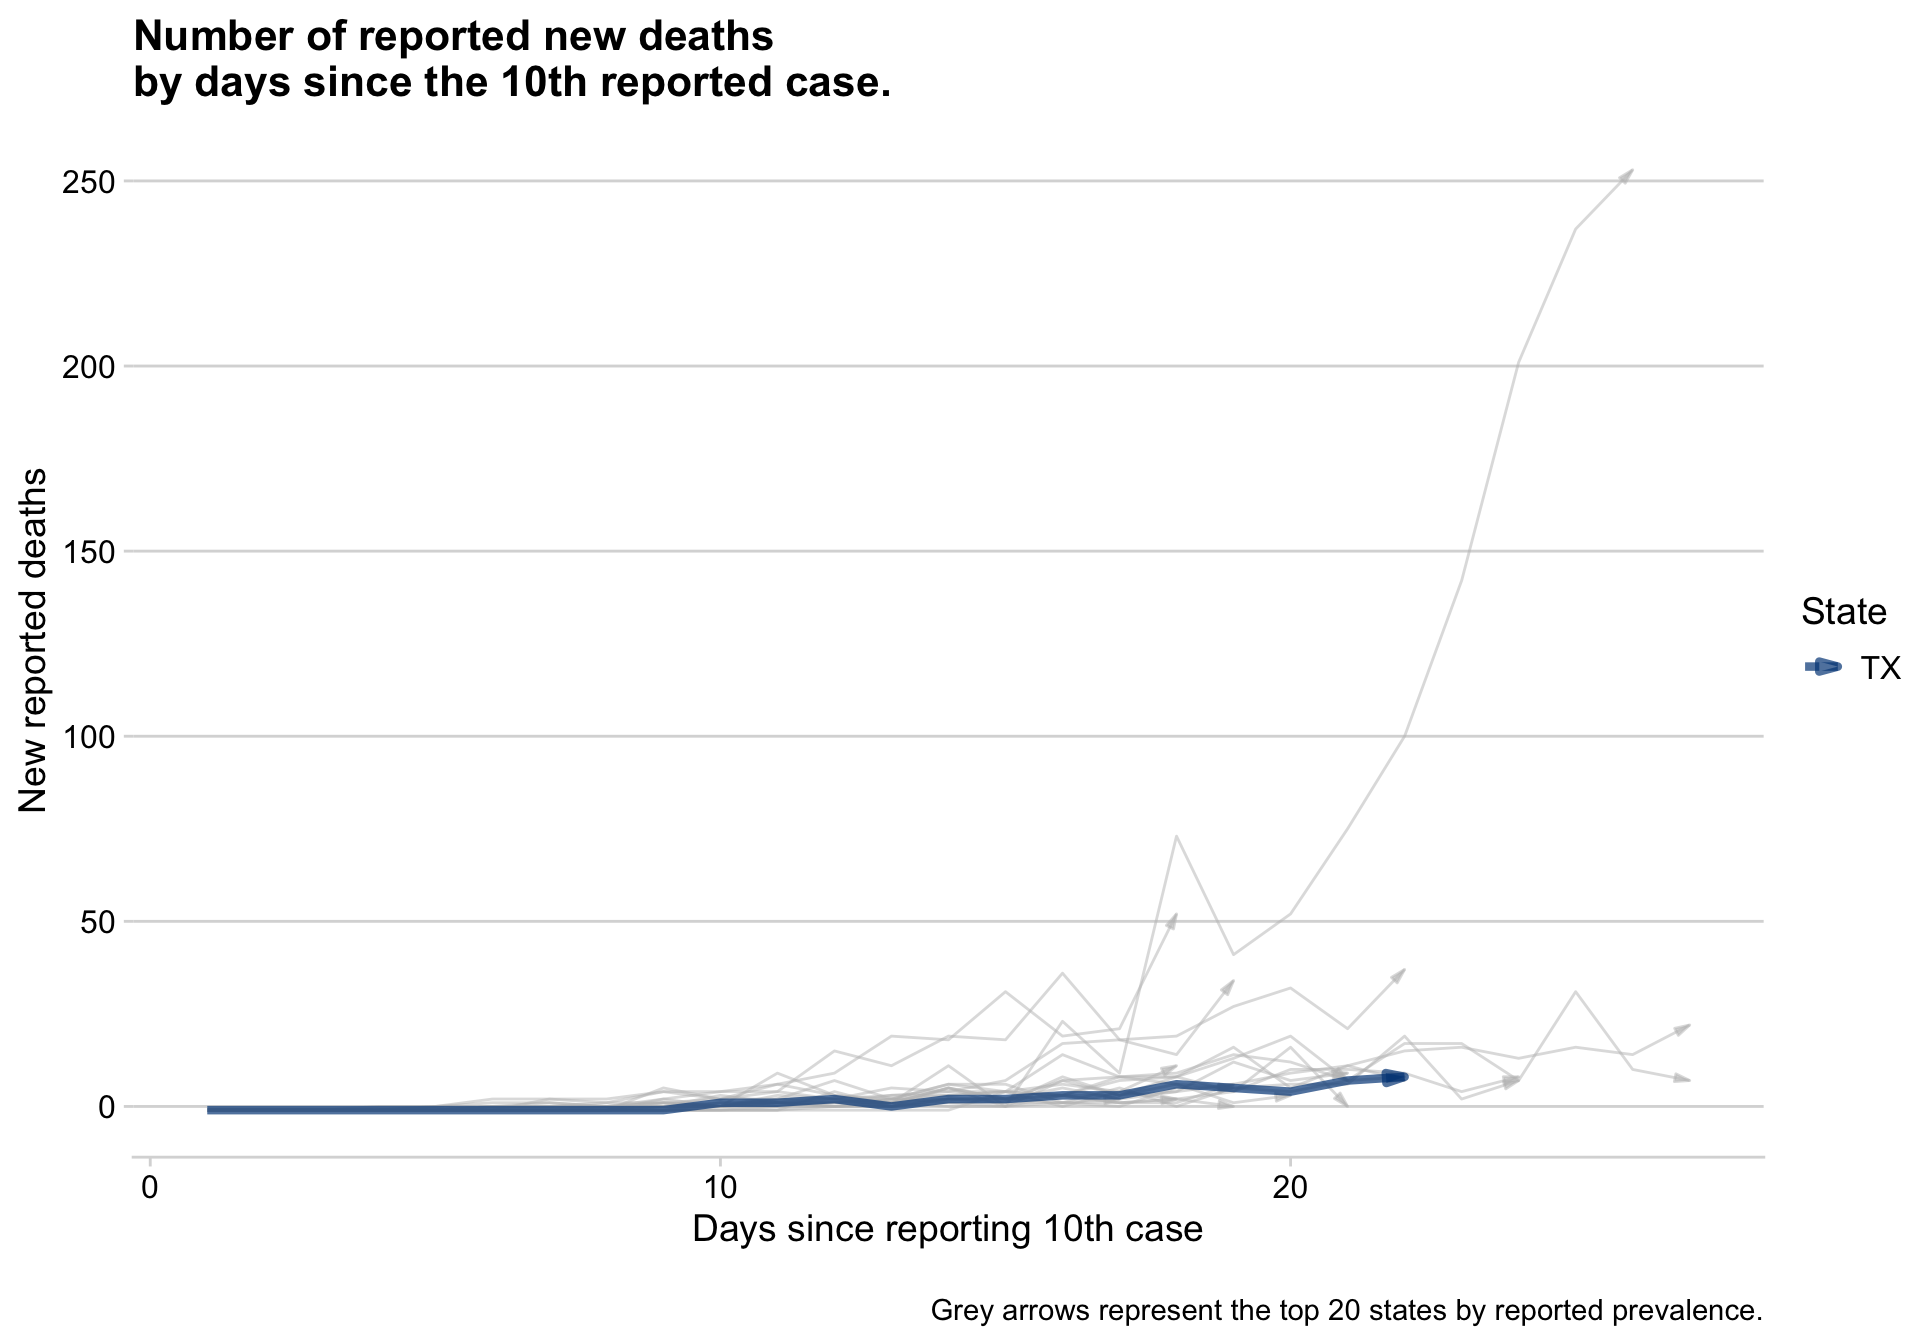 Number of reported new deaths
by days since the 10th reported case.
250
200
150
100
50
0
New reported deaths
0 10 20
Days since reporting 10th case
State
TX
Grey arrows represent the top 20 states by reported prevalence.